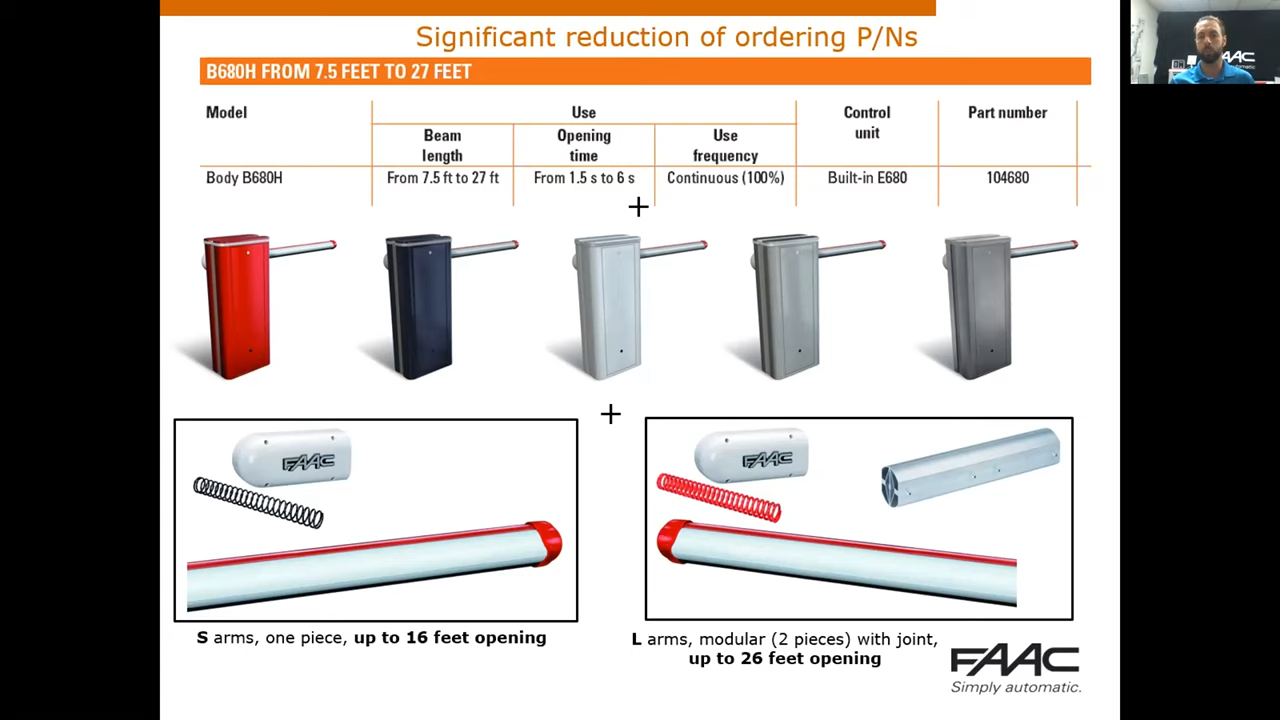 Significant reduction of ordering P/Ns
B680H FROM 7.5 FEET TO 27 FEET
Model
Use
Control
unit
Part number
Beam
length
Opening
time
Use
frequency
Body B680H
From 7.5 ft to 27 ft
From 1.5 s to 6 s
Continuous (100%)
Built-in E680
104680
+
+
FAAC
FAAC
S arms, one piece, up to 16 feet opening
L arms, modular (2 pieces) with joint,
up to 26 feet opening
FAAC
Simply automatic.